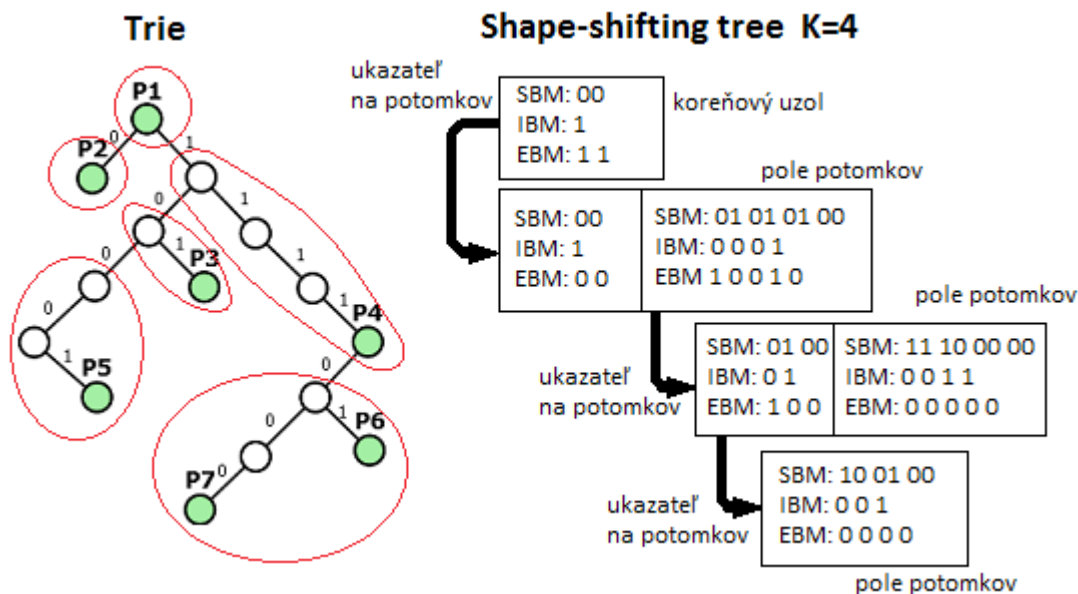 Trie
Shape-shifting tree K=4
P1
0
1
P2
0
1
0
1
1
P3
0
1
P4
1
P5
0
0
1
P6
P7
0
ukazateľ
na potomkov
SBM: 00
IBM: 1
EBM: 1 1
koreňový uzol
pole potomkov
SBM: 00
IBM: 1
EBM: 0 0
SBM: 01 01 01 00
IBM: 0 0 0 1
EBM 1 0 0 1 0
pole potomkov
ukazateľ
na potomkov
SBM: 01 00
IBM: 0 1
EBM: 1 0 0
SBM: 11 10 00 00
IBM: 0 0 1 1
EBM: 0 0 0 0 0
ukazateľ
na potomkov
SBM: 10 01 00
IBM: 0 0 1
EBM: 0 0 0 0
pole potomkov